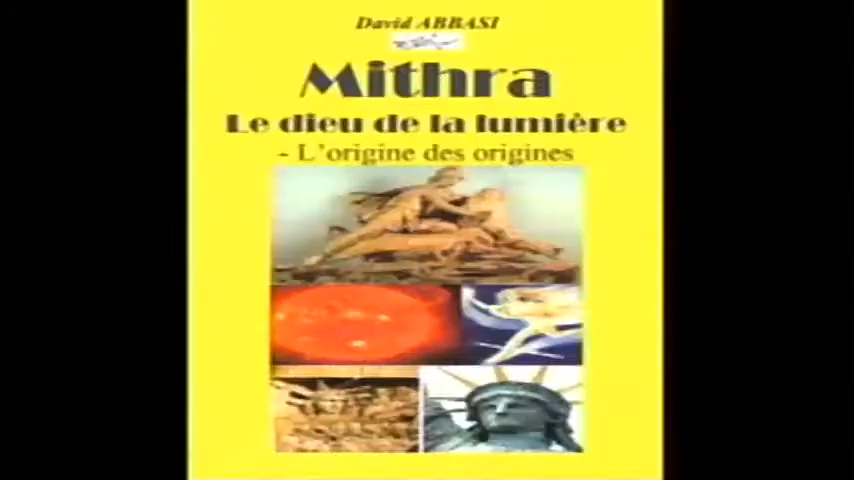 David ABBASI
Mithra
Le dieu de la lumière
- L'origine des origines